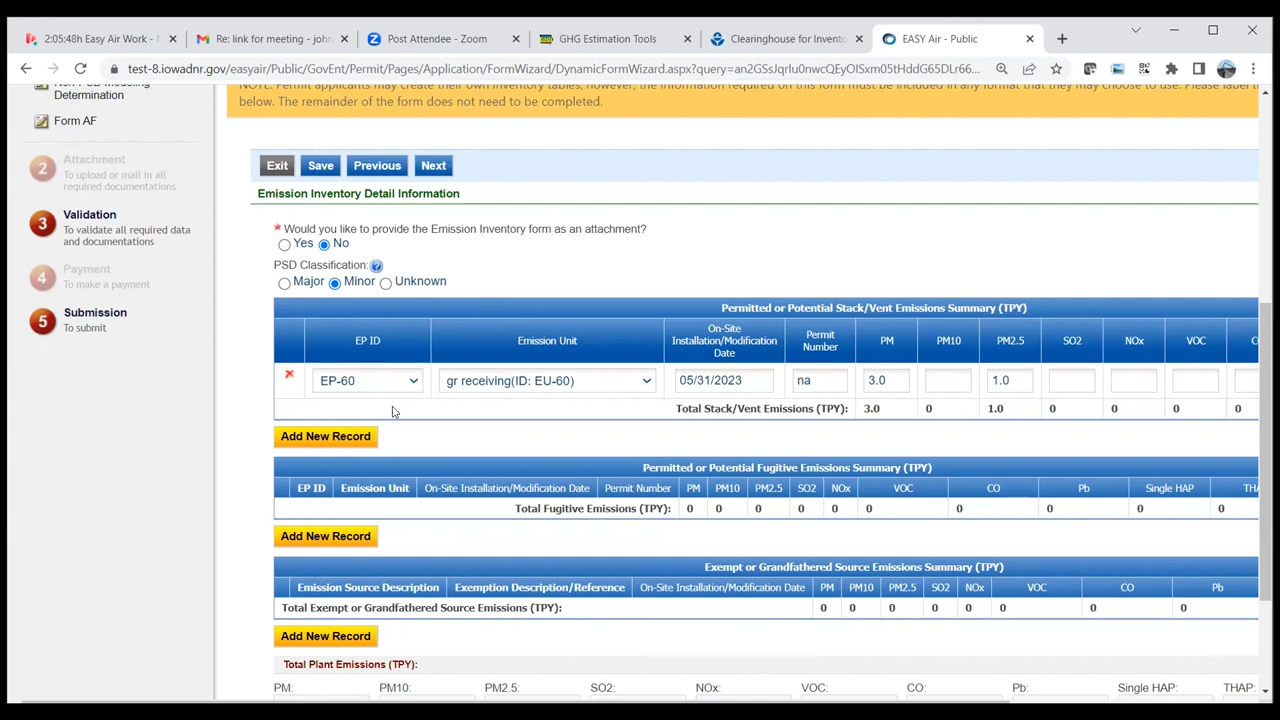 2:05:48h Easy Air Work - N
Re: link for meeting - john
Post Attendee - Zoom
GHG Estimation Tools
Clearinghouse for Invento
EASY Air - Public
test-8.iowadnr.gov/easyair/Public/GovEnt/Permit/Pages/Application/FormWizard/DynamicFormWizard.aspx?query=an2GSsJqrIu0nwcQEyOISxm05tHddG65DLr66...
Non-PSD Modeling
Determination
Form AF
2
Attachment
To upload or mail in all
required documentations
3
Validation
To validate all required data
and documentations
4
Payment
To make a payment
5
Submission
To submit
NOTE: Permit applicants may create their own inventory tables, however, the information required on this form must be included in any format that they may choose to use. Please label
below. The remainder of the form does not need to be completed.
Exit Save Previous Next
Emission Inventory Detail Information
* Would you like to provide the Emission Inventory form as an attachment?
Yes No
PSD Classification: ?
Major Minor Unknown
Permitted or Potential Stack/Vent Emissions Summary (TPY)
EP ID Emission Unit On-Site Installation/Modification Date Permit Number PM PM10 PM2.5 SO2 NOx VOC C
EP-60 gr receiving(ID: EU-60) 05/31/2023 na 3.0 1.0
Total Stack/Vent Emissions (TPY): 3.0 0 1.0 0 0 0 0
Add New Record
Permitted or Potential Fugitive Emissions Summary (TPY)
EP ID Emission Unit On-Site Installation/Modification Date Permit Number PM PM10 PM2.5 SO2 NOx VOC CO Pb Single HAP THA
Total Fugitive Emissions (TPY): 0 0 0 0 0 0 0 0 0 0
Add New Record
Exempt or Grandfathered Source Emissions Summary (TPY)
Emission Source Description Exemption Description/Reference On-Site Installation/Modification Date PM PM10 PM2.5 SO2 NOx VOC CO Pb
Total Exempt or Grandfathered Source Emissions (TPY): 0 0 0 0 0 0 0 0
Add New Record
Total Plant Emissions (TPY):
PM: PM10: PM2.5: SO2: NOx: VOC: CO: Pb: Single HAP: THAP: